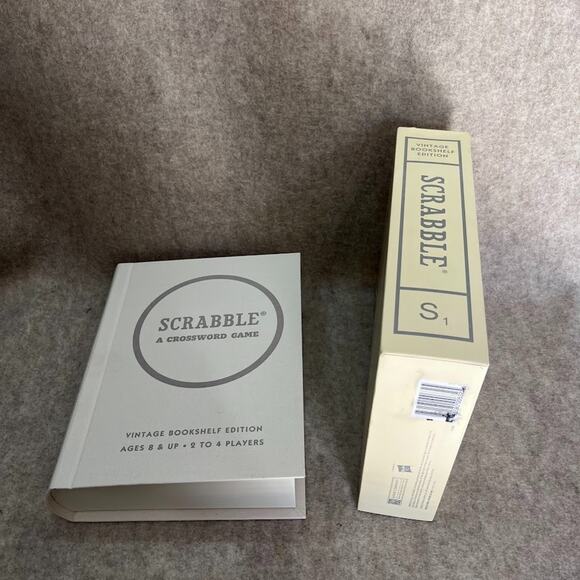 SCRABBLE®
A CROSSWORD GAME
VINTAGE BOOKSHELF EDITION
AGES 8 & UP • 2 TO 4 PLAYERS
VINTAGE
BOOKSHELF
EDITION
SCRABBLE®
S1